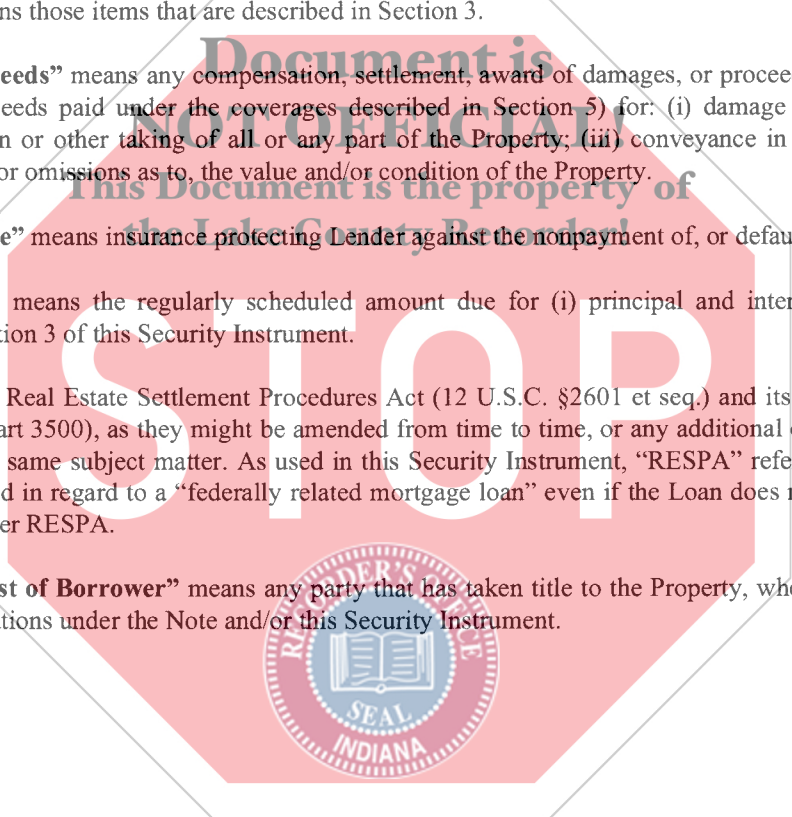 ns those items that are described in Section 3.
Document is
eeds” means any compensation, settlement, award of damages, or procee
eeds paid under the coverages described in Section 5) for: (i) damage
NOT OFFICIAL!
n or other taking of all or any part of the Property; (iii) conveyance in
or omissions as to, the value and/or condition of the Property.
This Document is the property of
the Lake County Recorder!
e” means insurance protecting Lender against the nonpayment of, or defau
means the regularly scheduled amount due for (i) principal and inter
tion 3 of this Security Instrument.
STOP
Real Estate Settlement Procedures Act (12 U.S.C. §2601 et seq.) and its
art 3500), as they might be amended from time to time, or any additional
same subject matter. As used in this Security Instrument, “RESPA” refe
d in regard to a “federally related mortgage loan” even if the Loan does
er RESPA.
st of Borrower” means any party that has taken title to the Property, wh
tions under the Note and/or this Security Instrument.
RECORDER'S OFFICE
SEAL
INDIANA